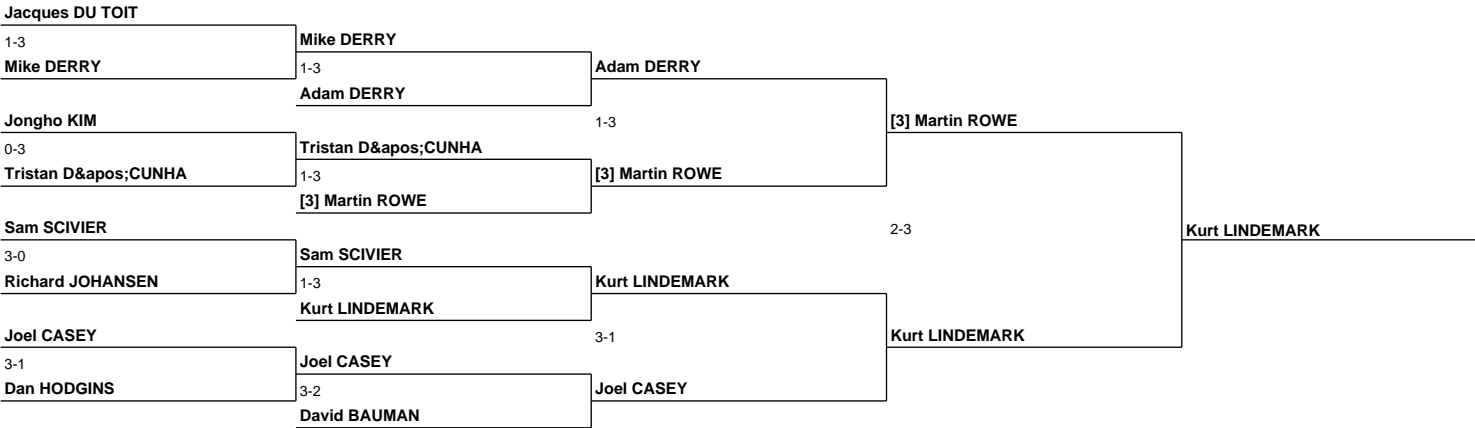 Jacques DU TOIT
1-3
Mike DERRY
Mike DERRY
1-3
Adam DERRY
Adam DERRY
Jongho KIM
1-3
[3] Martin ROWE
0-3
Tristan D&apos;CUNHA
Tristan D&apos;CUNHA
1-3
[3] Martin ROWE
[3] Martin ROWE
Sam SCIVIER
2-3
Kurt LINDEMARK
3-0
Sam SCIVIER
Richard JOHANSEN
1-3
Kurt LINDEMARK
Kurt LINDEMARK
Joel CASEY
3-1
Kurt LINDEMARK
3-1
Joel CASEY
Dan HODGINS
3-2
Joel CASEY
David BAUMAN